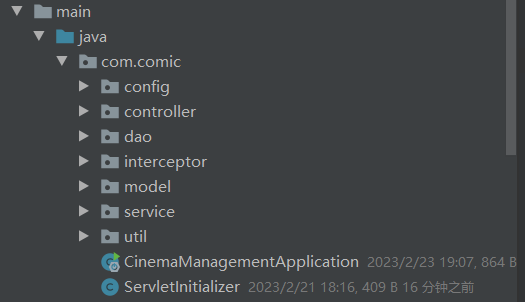 main
java
com.comic
config
controller
dao
interceptor
model
service
util
CinemaManagementApplication 2023/2/23 19:07, 864 B
ServletInitializer 2023/2/21 18:16, 409 B 16 分钟之前